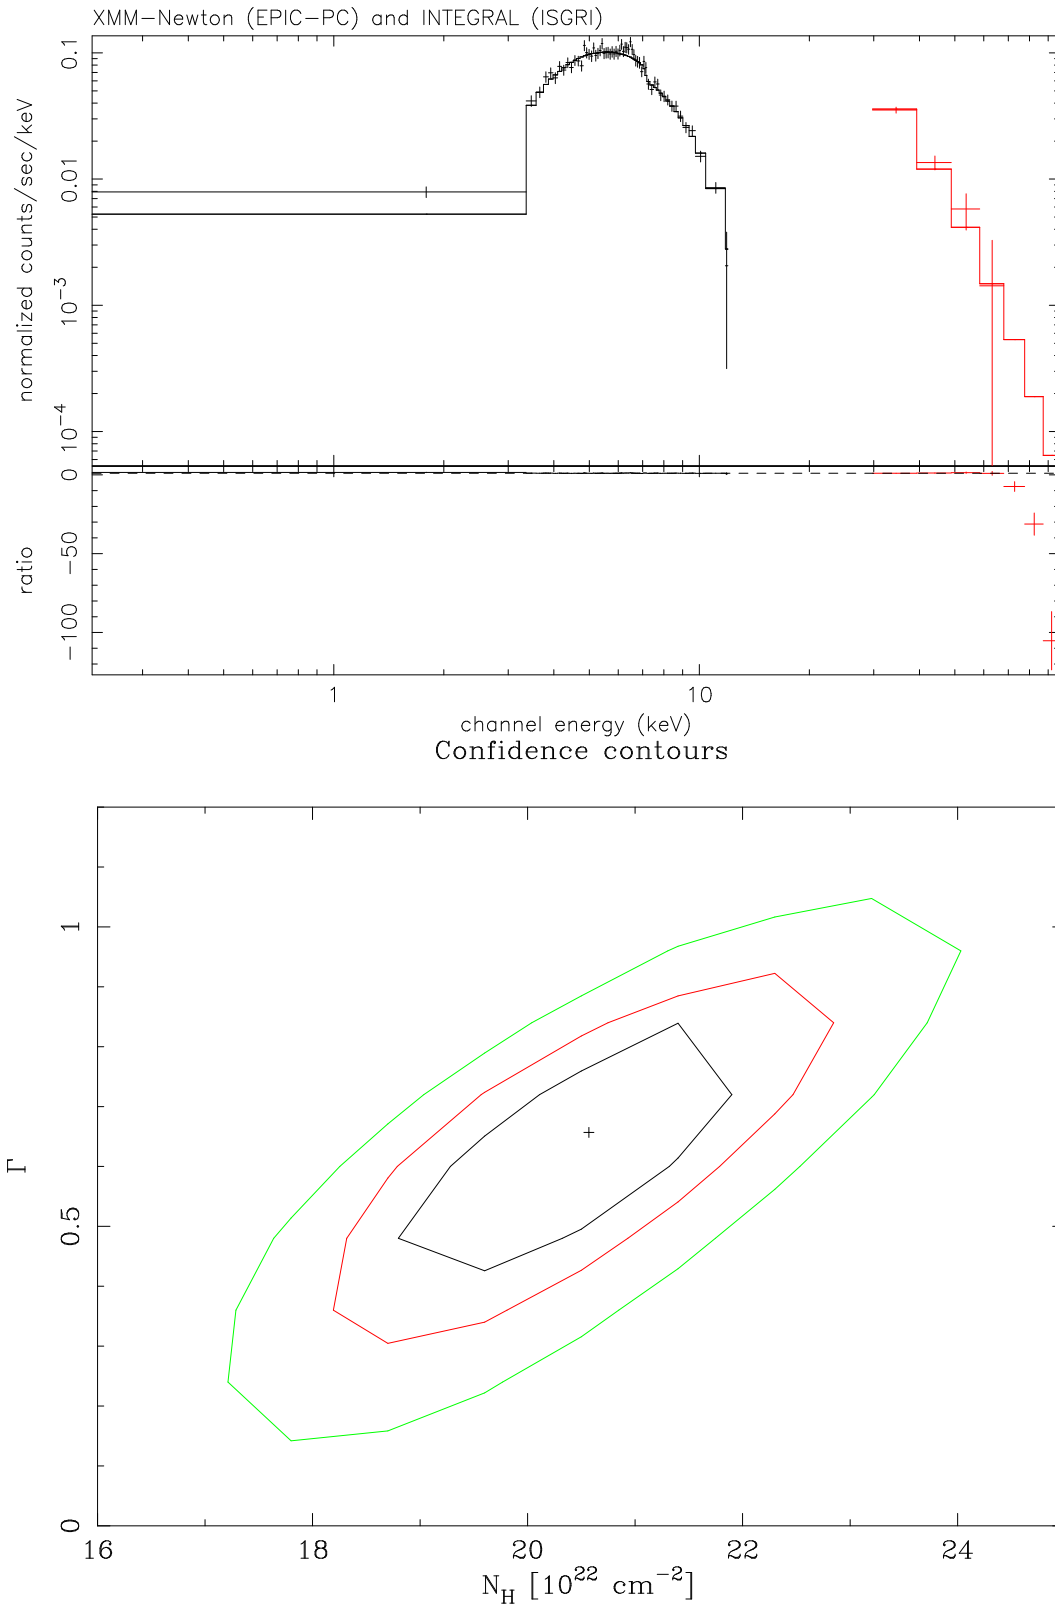 XMM−Newton (EPIC−PC) and INTEGRAL (ISGRI)
normalized counts/sec/keV
0.1
0.01
10⁻³
10⁻⁴
ratio
0
−50
−100
1 10
channel energy (keV)
Confidence contours
Γ
1
0.5
0
16 18 20 22 24
N_H [10²² cm⁻²]